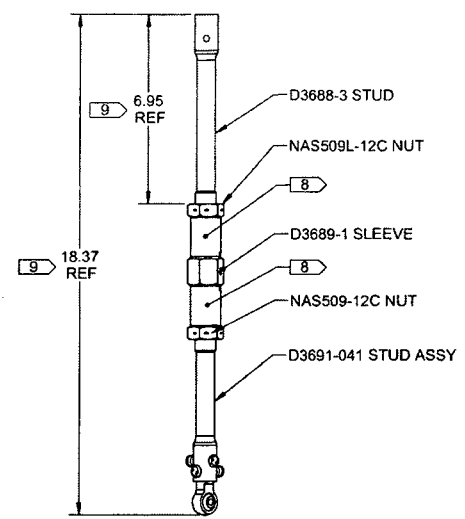 9
6.95
REF
D3688-3 STUD
NAS509L-12C NUT
8
D3689-1 SLEEVE
9
18.37
REF
8
NAS509-12C NUT
D3691-041 STUD ASSY